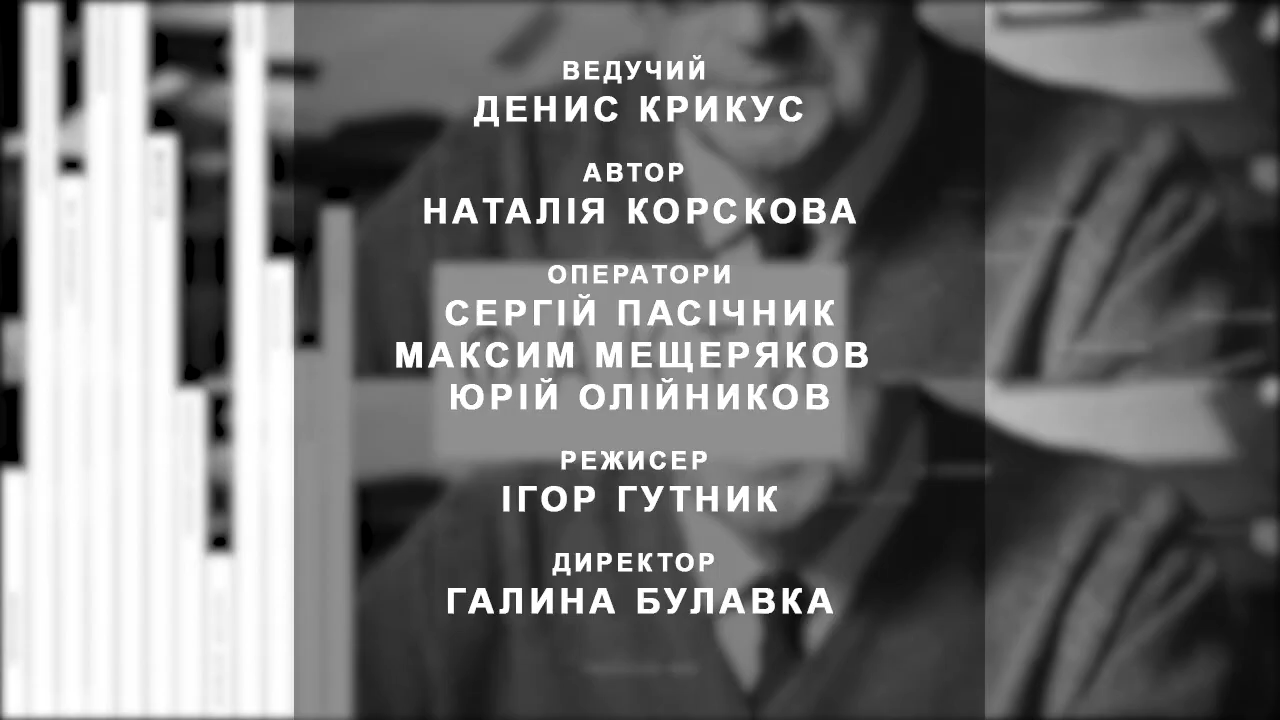 ВЕДУЧИЙ
ДЕНИС КРИКУС
АВТОР
НАТАЛІЯ КОРСКОВА
ОПЕРАТОРИ
СЕРГІЙ ПАСІЧНИК
МАКСИМ МЕЩЕРЯКОВ
ЮРІЙ ОЛІЙНИКОВ
РЕЖИСЕР
ІГОР ГУТНИК
ДИРЕКТОР
ГАЛИНА БУЛАВКА